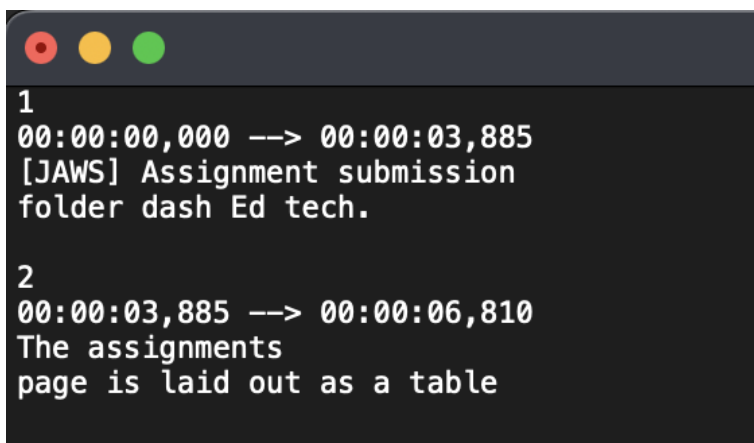 1
00:00:00,000 --> 00:00:03,885
[JAWS] Assignment submission
folder dash Ed tech.
2
00:00:03,885 --> 00:00:06,810
The assignments
page is laid out as a table